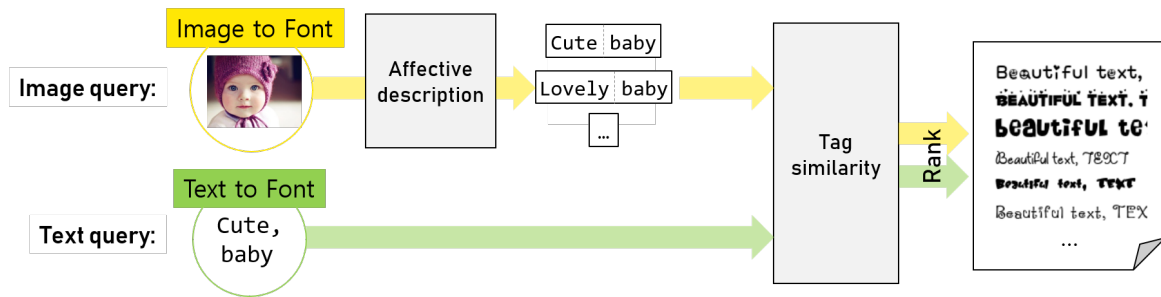 Image to Font
Image query:
Affective
description
Cute baby
Lovely baby
...
Text to Font
Text query:
Cute,
baby
Tag
similarity
Rank
Beautiful text,
BEAUTIFUL TEXT. T
beautiful te
Beautiful text, TEXT
Beautiful text, TEXT
Beautiful text, TEX
...